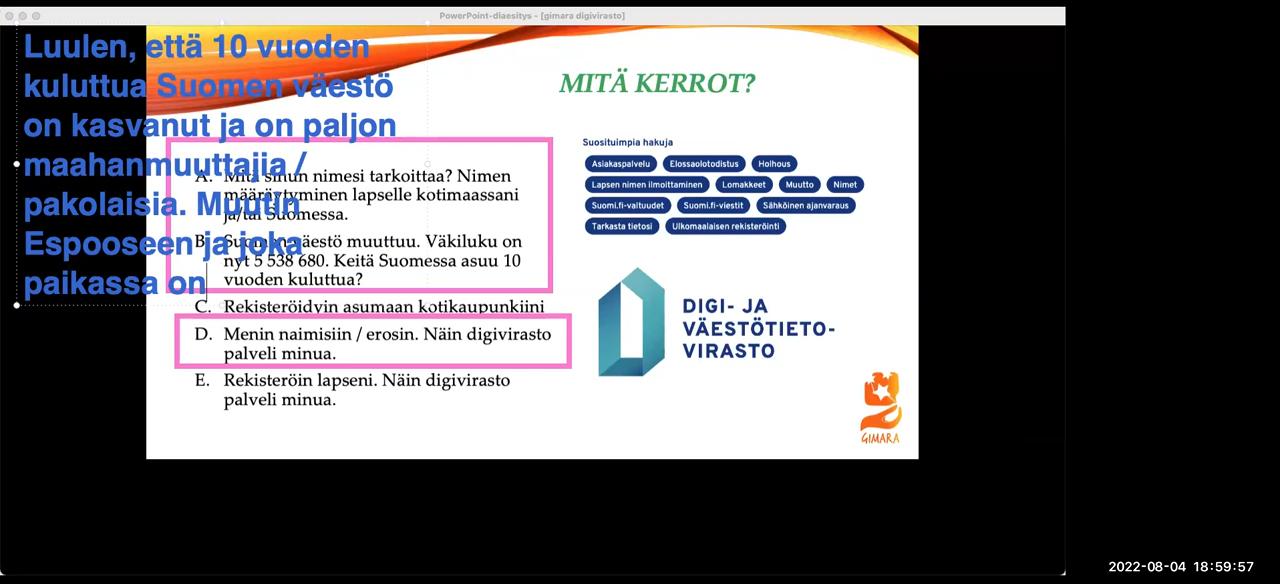 PowerPoint-diaesitys - [gimara digivirasto]
Luulen, että 10 vuoden
kuluttua Suomen väestö
on kasvanut ja on paljon
maahanmuuttajia /
pakolaisia. Muutin
Espooseen ja joka
paikassa on
MITÄ KERROT?
A. Mitä sinun nimesi tarkoittaa? Nimen
määräytyminen lapselle kotimaassani
ja/tai Suomessa.
B. Suomen väestö muuttuu. Väkiluku on
nyt 5 538 680. Keitä Suomessa asuu 10
vuoden kuluttua?
C. Rekisteröidyin asumaan kotikaupunkiini
D. Menin naimisiin / erosin. Näin digivirasto
palveli minua.
E. Rekisteröin lapseni. Näin digivirasto
palveli minua.
Suosituimpia hakuja
Asiakaspalvelu Elossaolotodistus Holhous
Lapsen nimen ilmoittaminen Lomakkeet Muutto Nimet
Suomi.fi-valtuudet Suomi.fi-viestit Sähköinen ajanvaraus
Tarkasta tietosi Ulkomaalaisen rekisteröinti
DIGI- JA
VÄESTÖTIETO-
VIRASTO
GIMARA
2022-08-04 18:59:57